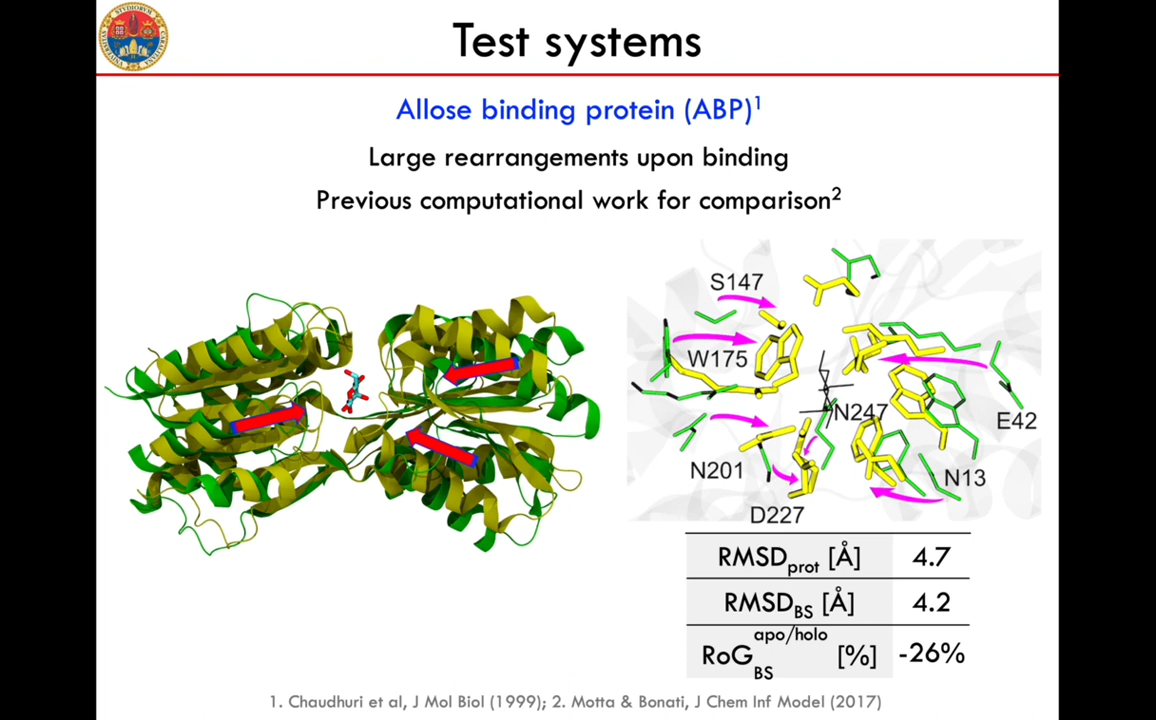 Test systems
Allose binding protein (ABP)¹
Large rearrangements upon binding
Previous computational work for comparison²
S147
W175
N247
E42
N201
N13
D227
RMSD_prot [Å] 4.7
RMSD_BS [Å] 4.2
RoG_BS^apo/holo [%] -26%
1. Chaudhuri et al, J Mol Biol (1999); 2. Motta & Bonati, J Chem Inf Model (2017)